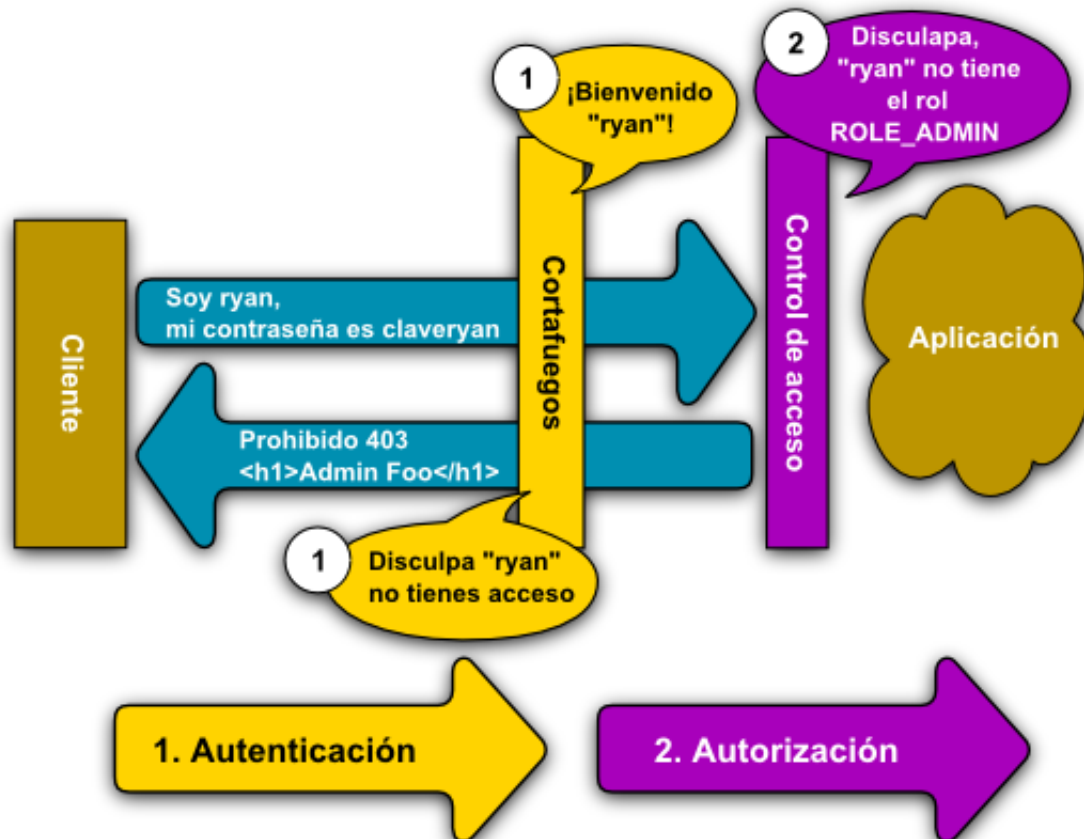 1
¡Bienvenido
"ryan"!
2
Disculapa,
"ryan" no tiene
el rol
ROLE_ADMIN
Cliente
Soy ryan,
mi contraseña es claveryan
Cortafuegos
Control de acceso
Aplicación
Prohibido 403
<h1>Admin Foo</h1>
1
Disculpa "ryan"
no tienes acceso
1. Autenticación
2. Autorización